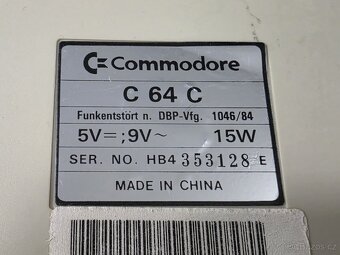 Commodore
C 64 C
Funkentstört n. DBP-Vfg. 1046/84
5V=;9V~ 15W
SER. NO. HB4 353128 E
MADE IN CHINA